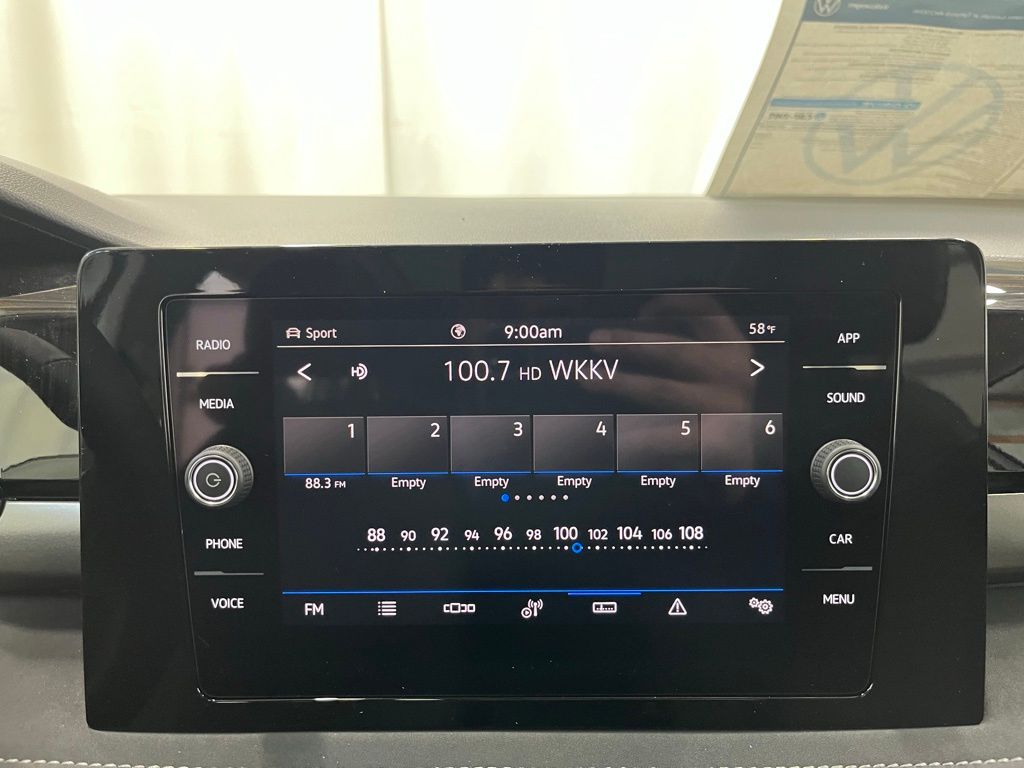 RADIO
MEDIA
PHONE
VOICE
Sport 9:00am 58°F
HD 100.7 HD WKKV
1 2 3 4 5 6
88.3 FM Empty Empty Empty Empty Empty
88 90 92 94 96 98 100 102 104 106 108
FM
APP
SOUND
CAR
MENU